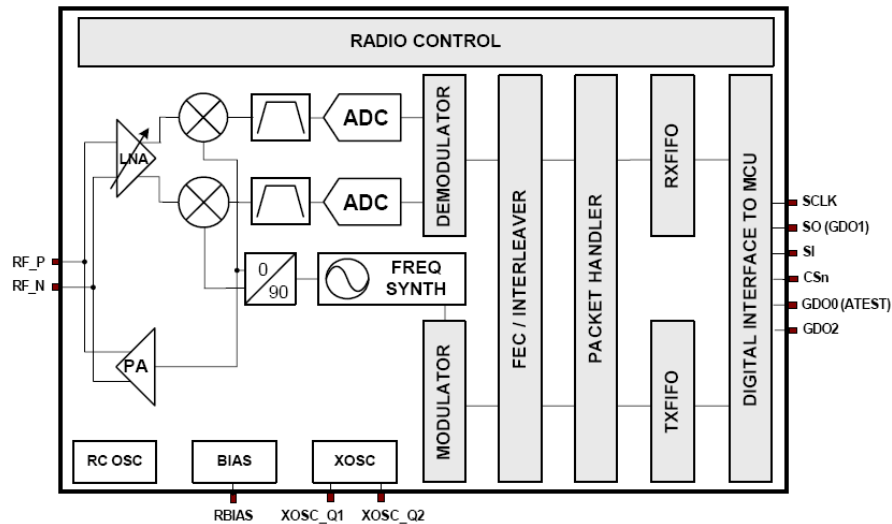 RADIO CONTROL
LNA
ADC
ADC
DEMODULATOR
FEC / INTERLEAVER
PACKET HANDLER
RXFIFO
DIGITAL INTERFACE TO MCU
SCLK
SO (GDO1)
SI
CSn
GDO0 (ATEST)
GDO2
RF_P
RF_N
0
90
FREQ
SYNTH
PA
MODULATOR
TXFIFO
RC OSC
BIAS
XOSC
RBIAS
XOSC_Q1
XOSC_Q2